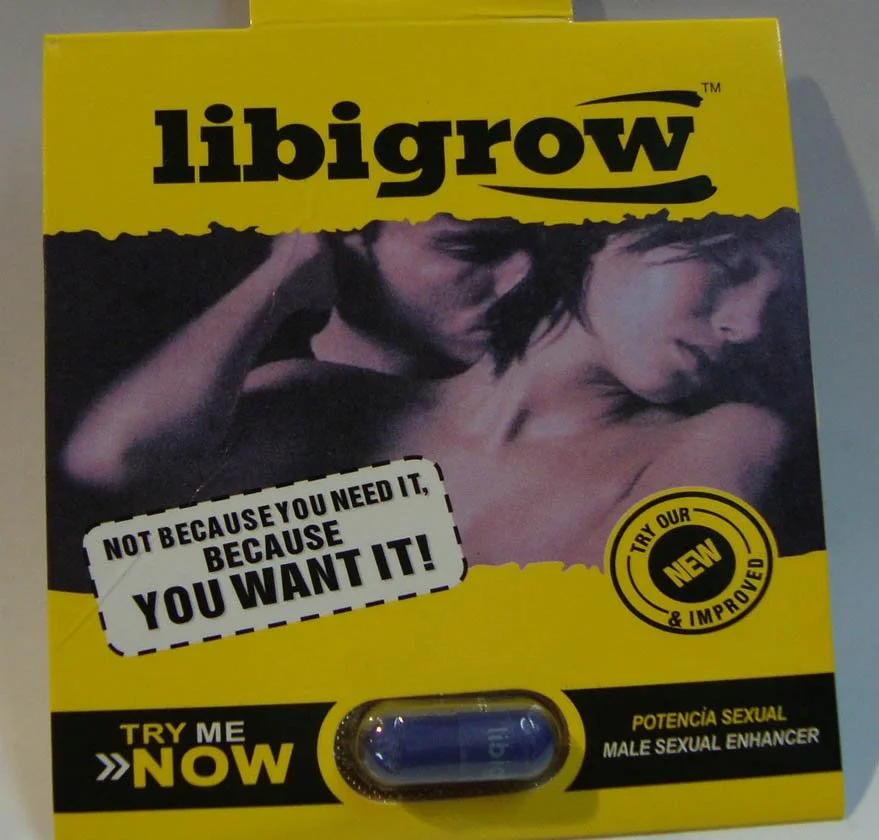 libigrow™
NOT BECAUSE YOU NEED IT,
BECAUSE
YOU WANT IT!
TRY OUR
NEW
& IMPROVED
TRY ME
»NOW
libig
POTENCÍA SEXUAL
MALE SEXUAL ENHANCER